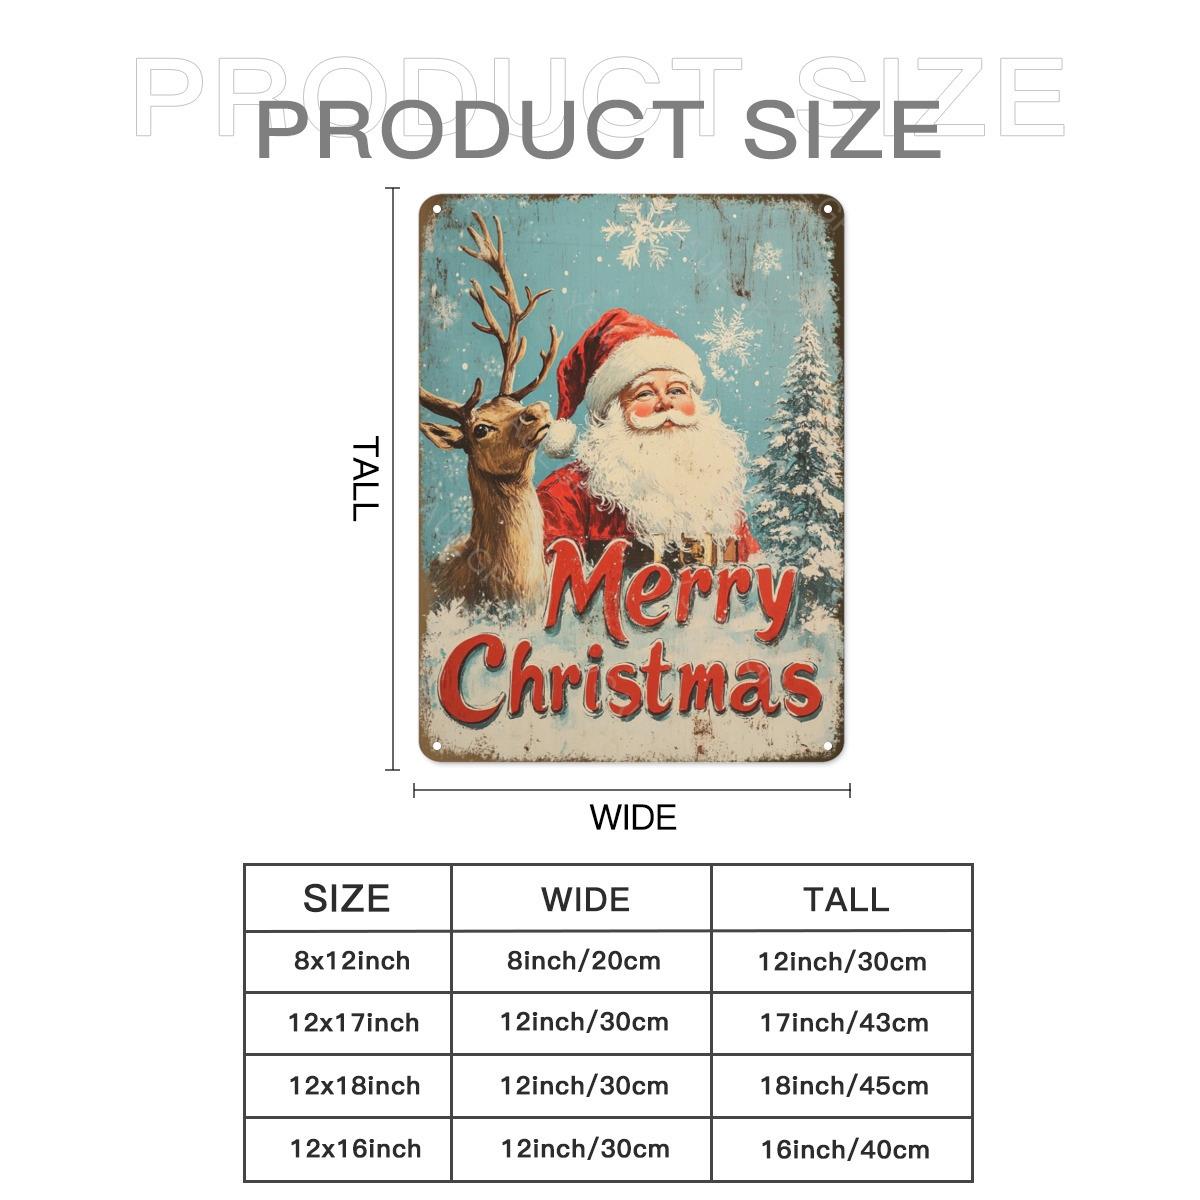 PRODUCT SIZE
PRODUCT SIZE
TALL
Merry
Christmas
WIDE
SIZE WIDE TALL
8x12inch 8inch/20cm 12inch/30cm
12x17inch 12inch/30cm 17inch/43cm
12x18inch 12inch/30cm 18inch/45cm
12x16inch 12inch/30cm 16inch/40cm